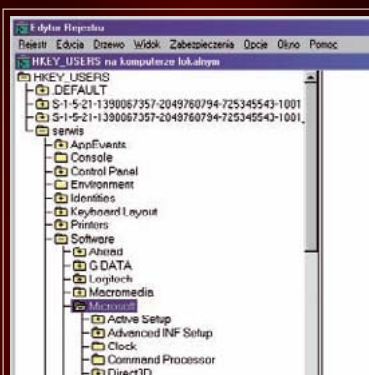 Edytor Rejestru
Rejestr Edycja Drzewo Widok Zabezpieczenia Opcje Okno Pomoc
HKEY_USERS na komputerze lokalnym
HKEY_USERS
.DEFAULT
S-1-5-21-1390067357-2049760794-725345543-1001
S-1-5-21-1390067357-2049760794-725345543-1001_
serwis
AppEvents
Console
Control Panel
Environment
Identities
Keyboard Layout
Printers
Software
Ahead
G DATA
Logitech
Macromedia
Microsoft
Active Setup
Advanced INF Setup
Clock
Command Processor
Direct3D